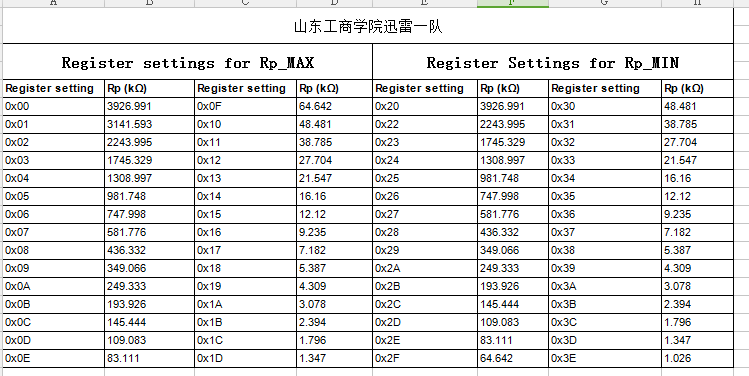 A B C D E F G H
山东工商学院迅雷一队
Register settings for Rp_MAX Register Settings for Rp_MIN
Register setting Rp (kΩ) Register setting Rp (kΩ) Register setting Rp (kΩ) Register setting Rp (kΩ)
0x00 3926.991 0x0F 64.642 0x20 3926.991 0x30 48.481
0x01 3141.593 0x10 48.481 0x22 2243.995 0x31 38.785
0x02 2243.995 0x11 38.785 0x23 1745.329 0x32 27.704
0x03 1745.329 0x12 27.704 0x24 1308.997 0x33 21.547
0x04 1308.997 0x13 21.547 0x25 981.748 0x34 16.16
0x05 981.748 0x14 16.16 0x26 747.998 0x35 12.12
0x06 747.998 0x15 12.12 0x27 581.776 0x36 9.235
0x07 581.776 0x16 9.235 0x28 436.332 0x37 7.182
0x08 436.332 0x17 7.182 0x29 349.066 0x38 5.387
0x09 349.066 0x18 5.387 0x2A 249.333 0x39 4.309
0x0A 249.333 0x19 4.309 0x2B 193.926 0x3A 3.078
0x0B 193.926 0x1A 3.078 0x2C 145.444 0x3B 2.394
0x0C 145.444 0x1B 2.394 0x2D 109.083 0x3C 1.796
0x0D 109.083 0x1C 1.796 0x2E 83.111 0x3D 1.347
0x0E 83.111 0x1D 1.347 0x2F 64.642 0x3E 1.026